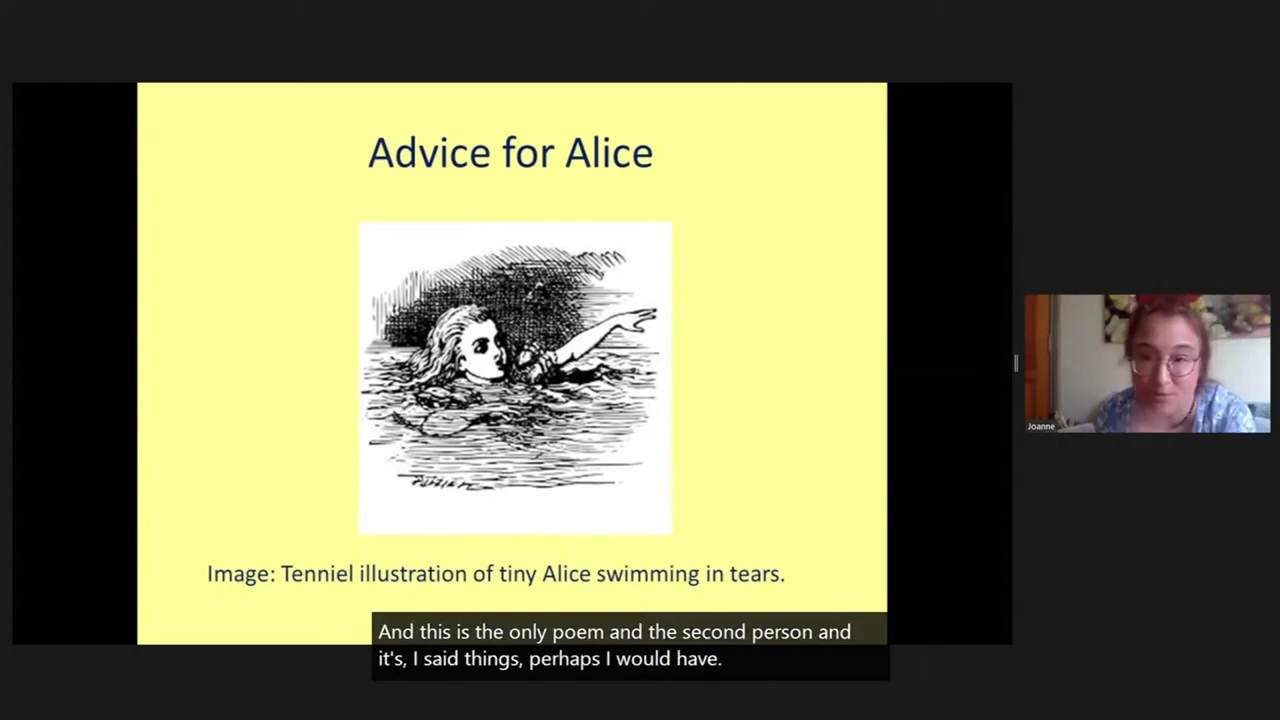 Advice for Alice
Image: Tenniel illustration of tiny Alice swimming in tears.
And this is the only poem and the second person and
it's, I said things, perhaps I would have.
Joanne